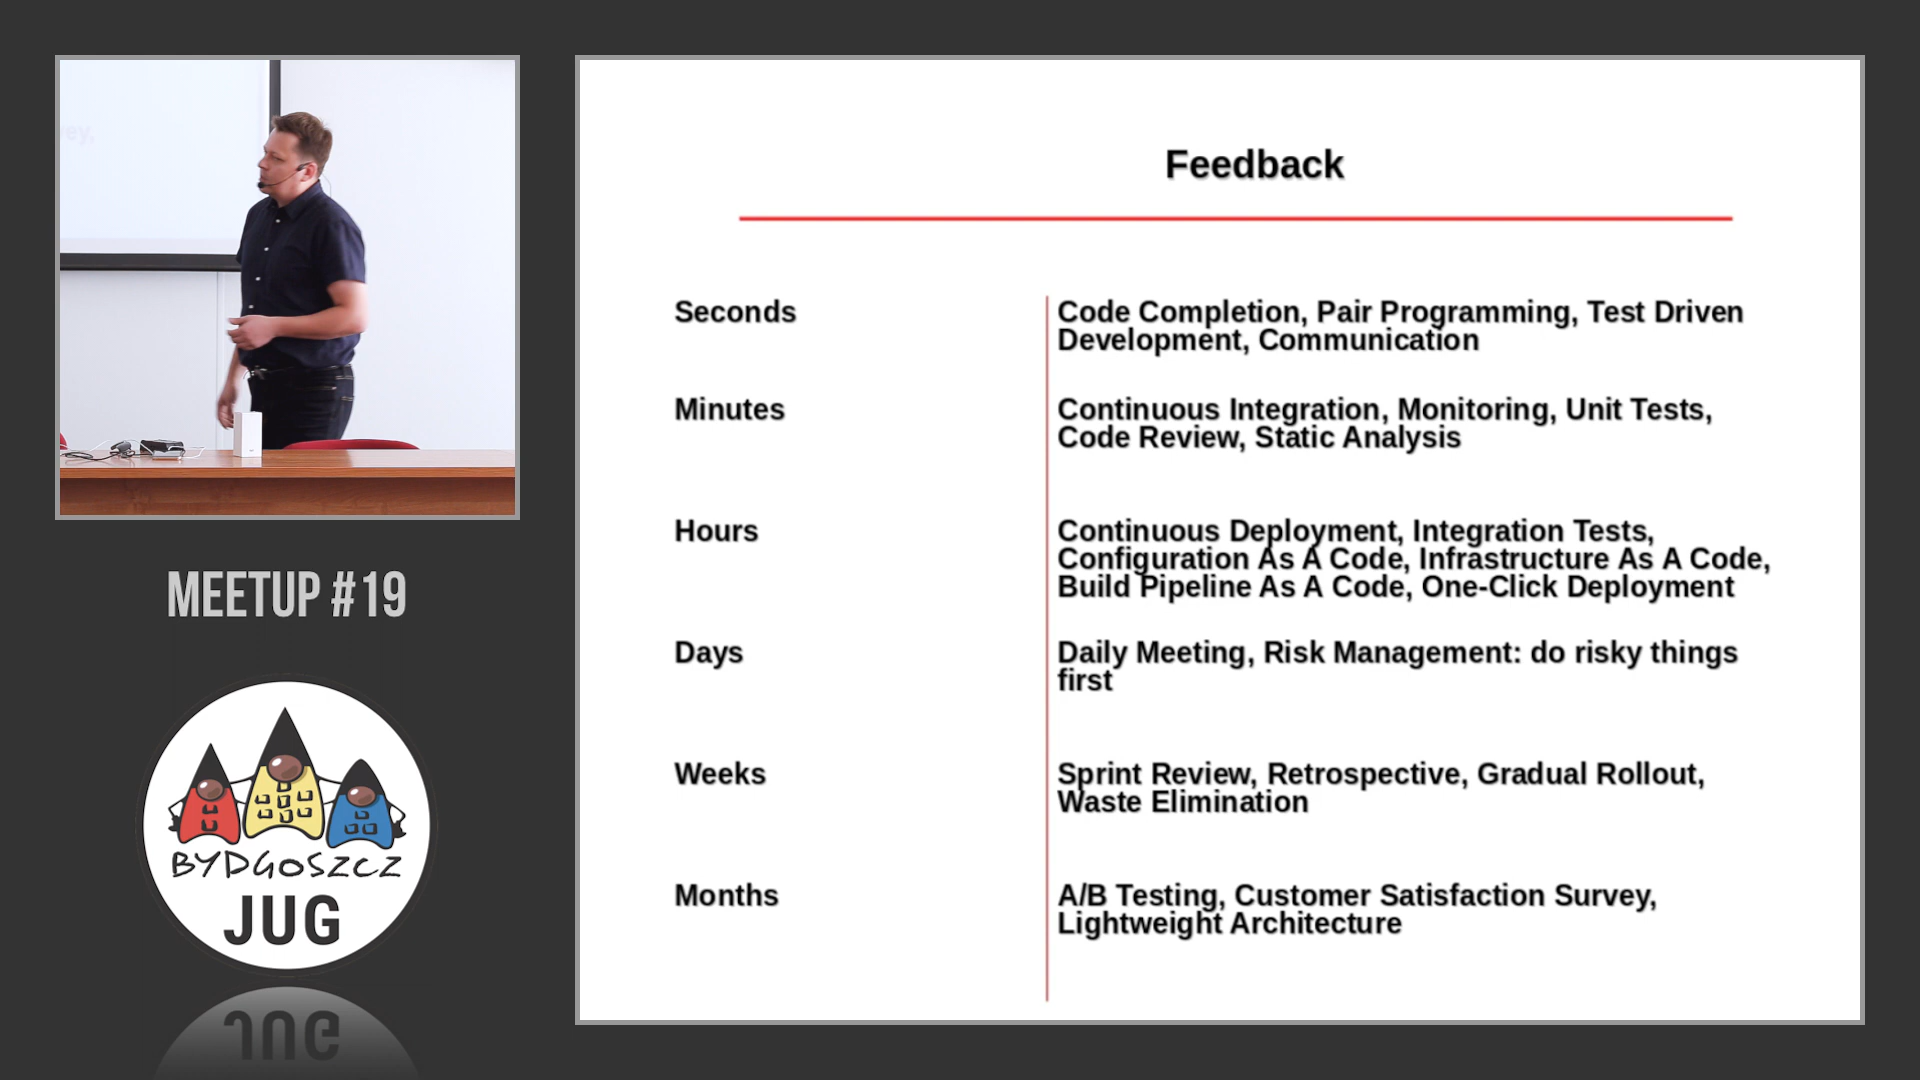 ey,
MEETUP #19
BYDGOSZCZ
JUG
Feedback
Seconds
Code Completion, Pair Programming, Test Driven
Development, Communication
Minutes
Continuous Integration, Monitoring, Unit Tests,
Code Review, Static Analysis
Hours
Continuous Deployment, Integration Tests,
Configuration As A Code, Infrastructure As A Code,
Build Pipeline As A Code, One-Click Deployment
Days
Daily Meeting, Risk Management: do risky things
first
Weeks
Sprint Review, Retrospective, Gradual Rollout,
Waste Elimination
Months
A/B Testing, Customer Satisfaction Survey,
Lightweight Architecture